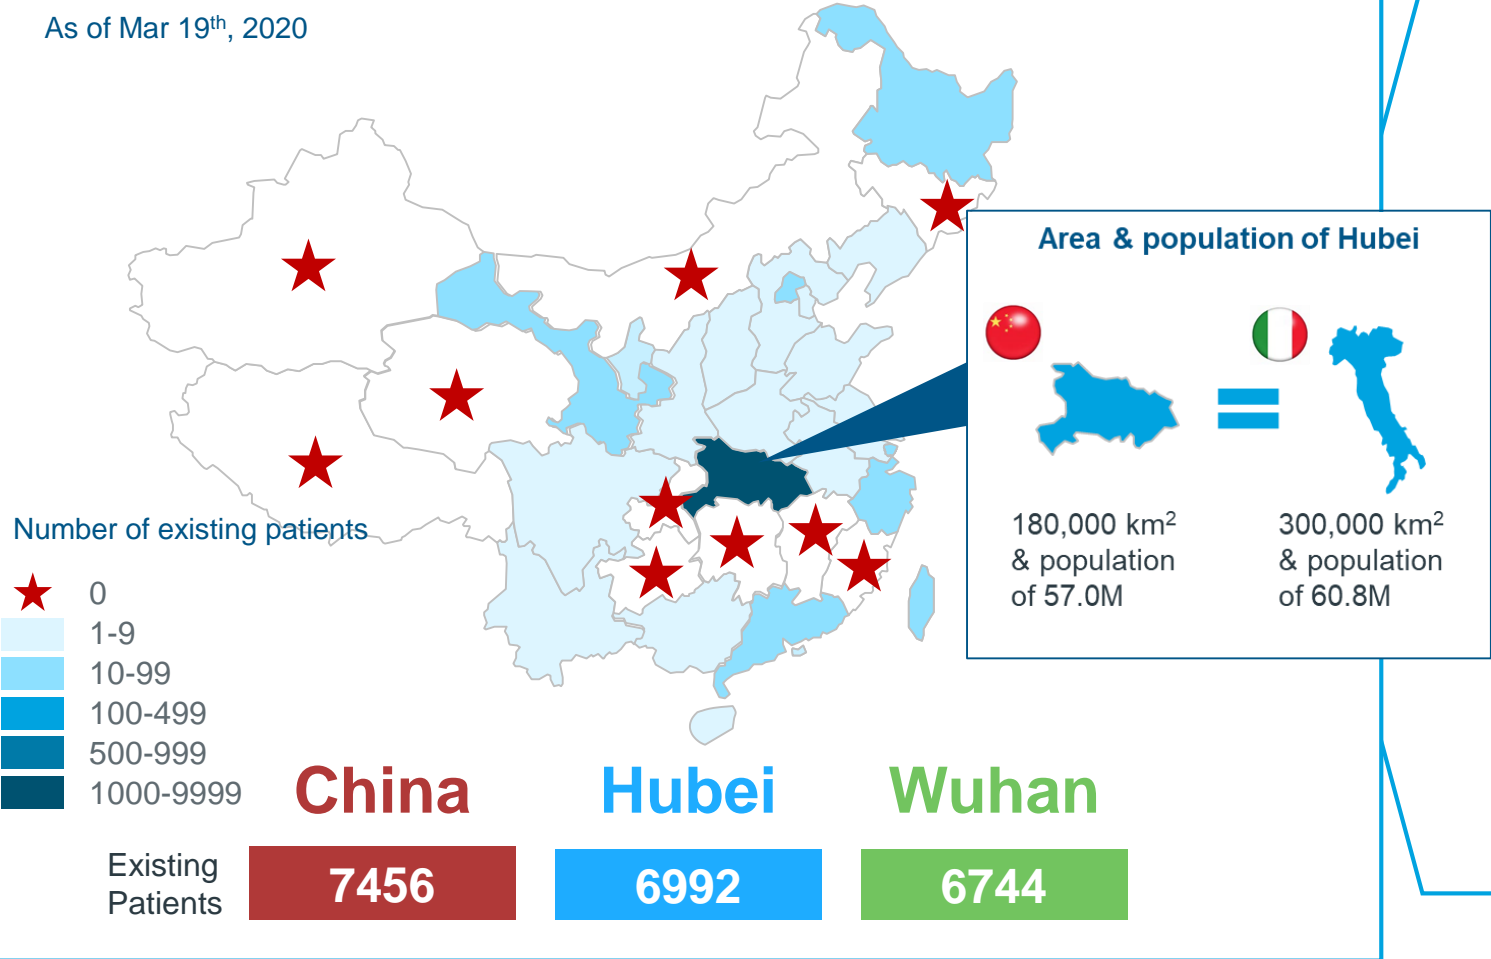 As of Mar 19th, 2020
Area & population of Hubei
180,000 km2
& population
of 57.0M
300,000 km2
& population
of 60.8M
Number of existing patients
0
1-9
10-99
100-499
500-999
1000-9999
China
Hubei
Wuhan
Existing
Patients
7456
6992
6744